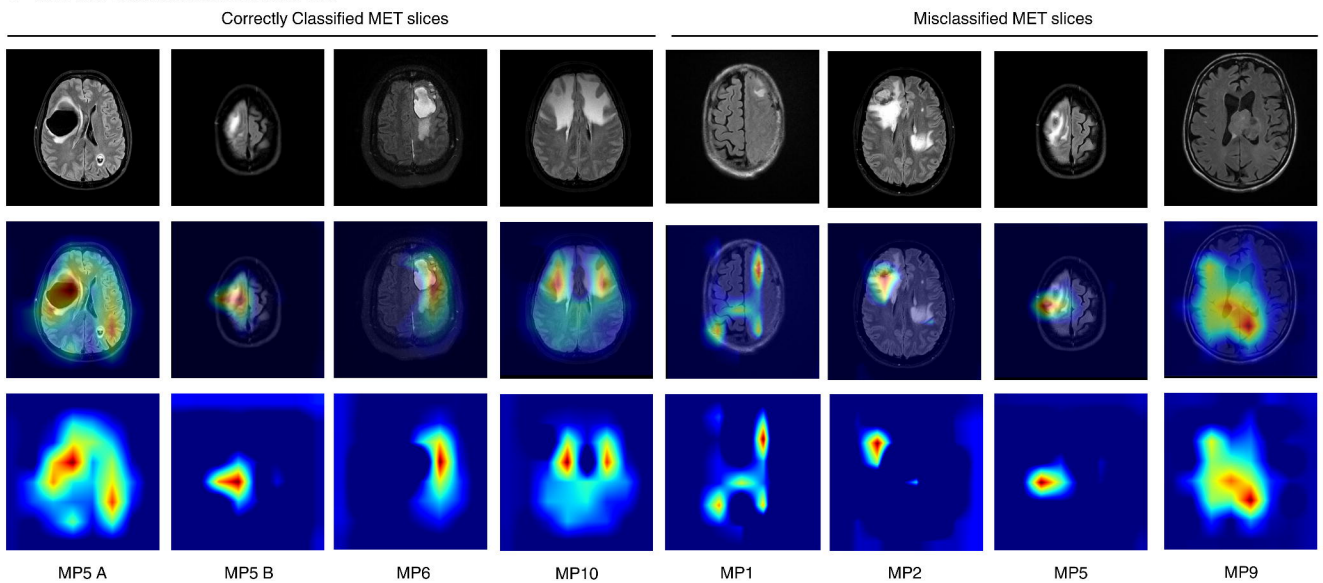 Correctly Classified MET slices
Misclassified MET slices
MP5 A
MP5 B
MP6
MP10
MP1
MP2
MP5
MP9